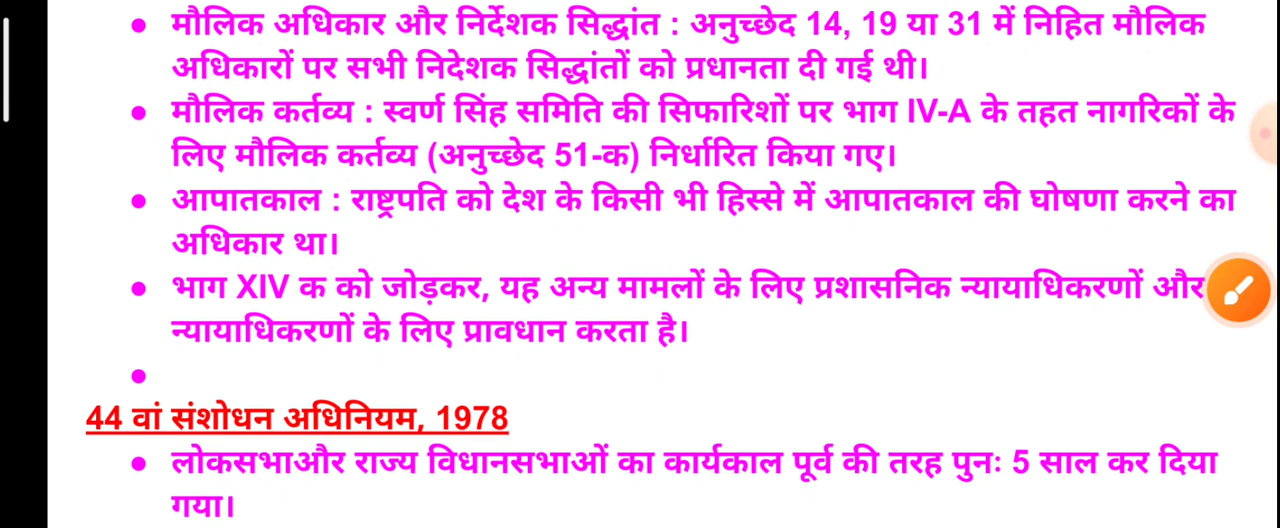 • मौलिक अधिकार और निर्देशक सिद्धांत : अनुच्छेद 14, 19 या 31 में निहित मौलिक
अधिकारों पर सभी निदेशक सिद्धांतों को प्रधानता दी गई थी।
• मौलिक कर्तव्य : स्वर्ण सिंह समिति की सिफारिशों पर भाग IV-A के तहत नागरिकों के
लिए मौलिक कर्तव्य (अनुच्छेद 51-क) निर्धारित किया गए।
• आपातकाल : राष्ट्रपति को देश के किसी भी हिस्से में आपातकाल की घोषणा करने का
अधिकार था।
• भाग XIV क को जोड़कर, यह अन्य मामलों के लिए प्रशासनिक न्यायाधिकरणों और
न्यायाधिकरणों के लिए प्रावधान करता है।
•
44 वां संशोधन अधिनियम, 1978
• लोकसभाऔर राज्य विधानसभाओं का कार्यकाल पूर्व की तरह पुनः 5 साल कर दिया
गया।